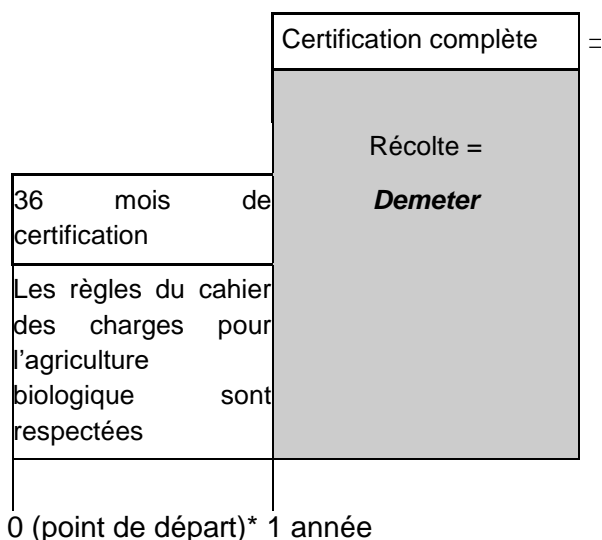 Certification complète
Récolte =
Demeter
36 mois de
certification
Les règles du cahier
des charges pour
l’agriculture
biologique sont
respectées
0 (point de départ)* 1 année